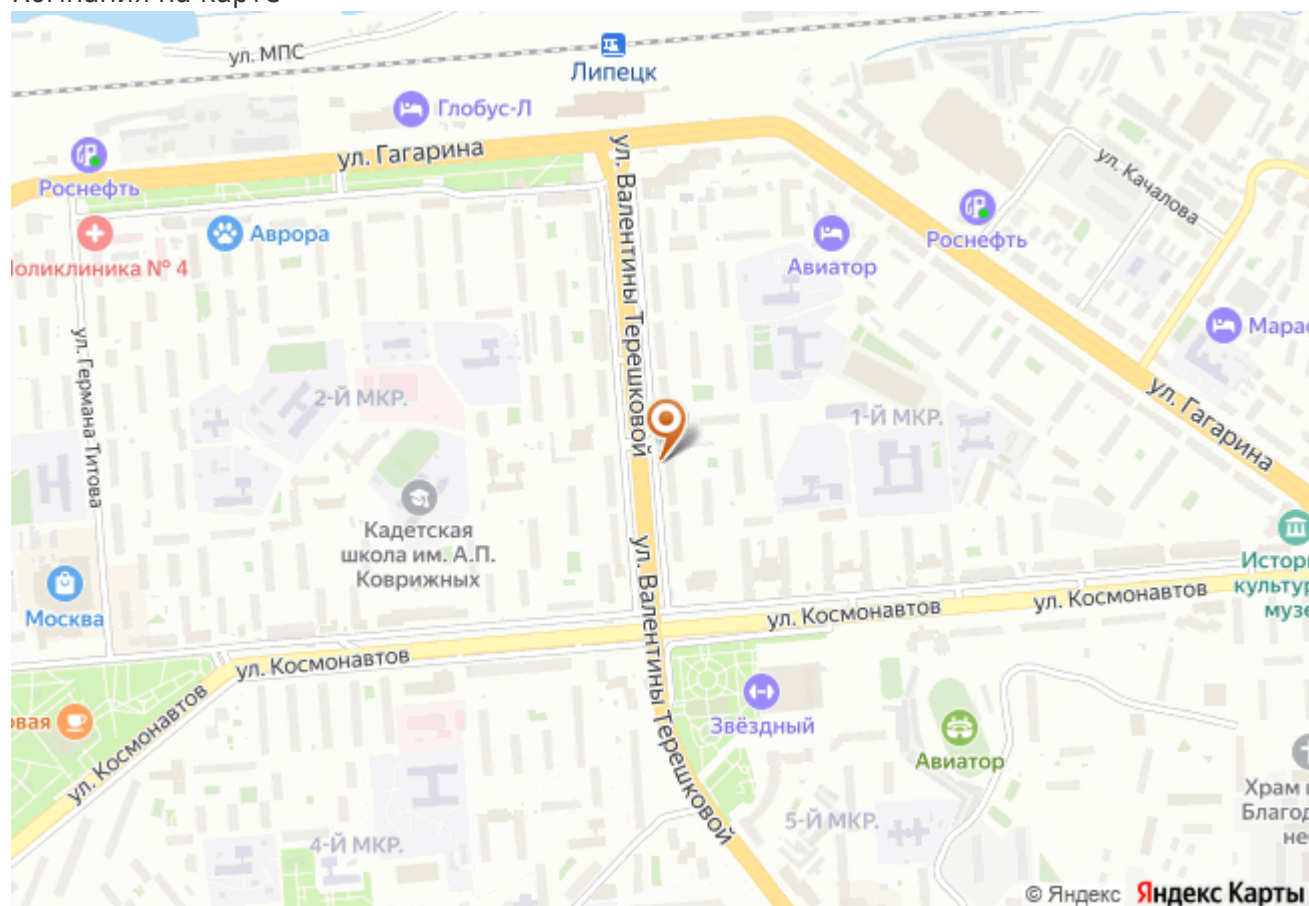 ул. МПС
Липецк
Глобус-Л
ул. Гагарина
Роснефть
ул. Валентины Терешковой
ул. Качалова
Аврора
Роснефть
Поликлиника № 4
Авиатор
ул. Германа Титова
2-Й МКР.
1-Й МКР.
ул. Гагарина
Кадетская
школа им. А.П.
Коврижных
ул. Валентины Терешковой
Москва
ул. Космонавтов
ул. Космонавтов
ул. Космонавтов
ул. Космонавтов
Звёздный
Авиатор
Храм
4-Й МКР.
5-Й МКР.
© Яндекс Яндекс Карты